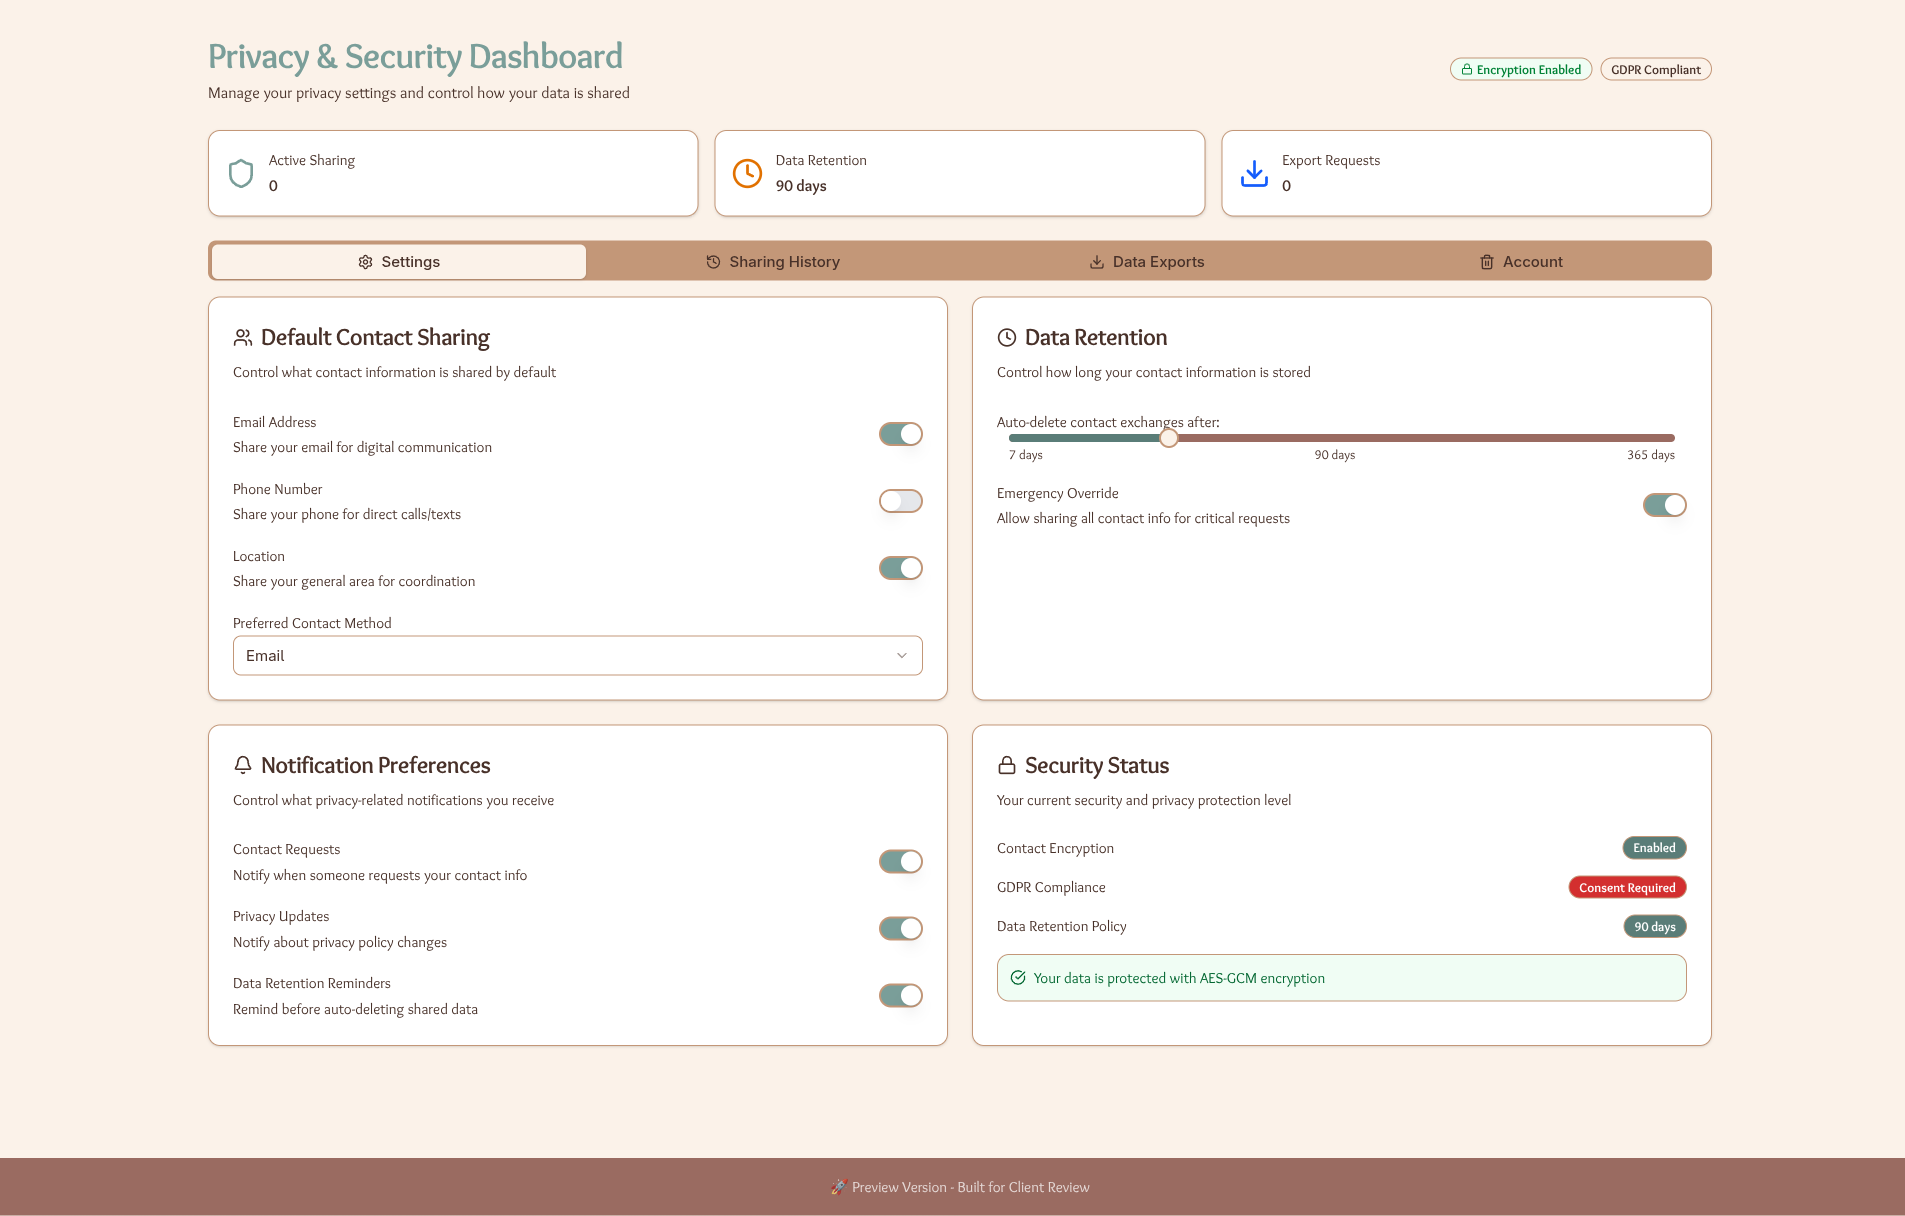 Privacy & Security Dashboard
Manage your privacy settings and control how your data is shared
Encryption Enabled
GDPR Compliant
Active Sharing
0
Data Retention
90 days
Export Requests
0
Settings
Sharing History
Data Exports
Account
Default Contact Sharing
Control what contact information is shared by default
Email Address
Share your email for digital communication
Phone Number
Share your phone for direct calls/texts
Location
Share your general area for coordination
Preferred Contact Method
Email
Data Retention
Control how long your contact information is stored
Auto-delete contact exchanges after:
7 days
90 days
365 days
Emergency Override
Allow sharing all contact info for critical requests
Notification Preferences
Control what privacy-related notifications you receive
Contact Requests
Notify when someone requests your contact info
Privacy Updates
Notify about privacy policy changes
Data Retention Reminders
Remind before auto-deleting shared data
Security Status
Your current security and privacy protection level
Contact Encryption
Enabled
GDPR Compliance
Consent Required
Data Retention Policy
90 days
Your data is protected with AES-GCM encryption
🚀 Preview Version - Built for Client Review